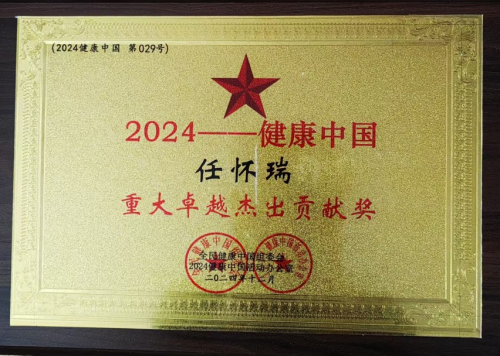 (2024健康中国 第029号)
2024——健康中国
任怀瑞
重大卓越杰出贡献奖
全国健康中国组委会
2024健康中国活动办公室
二〇二四年十二月